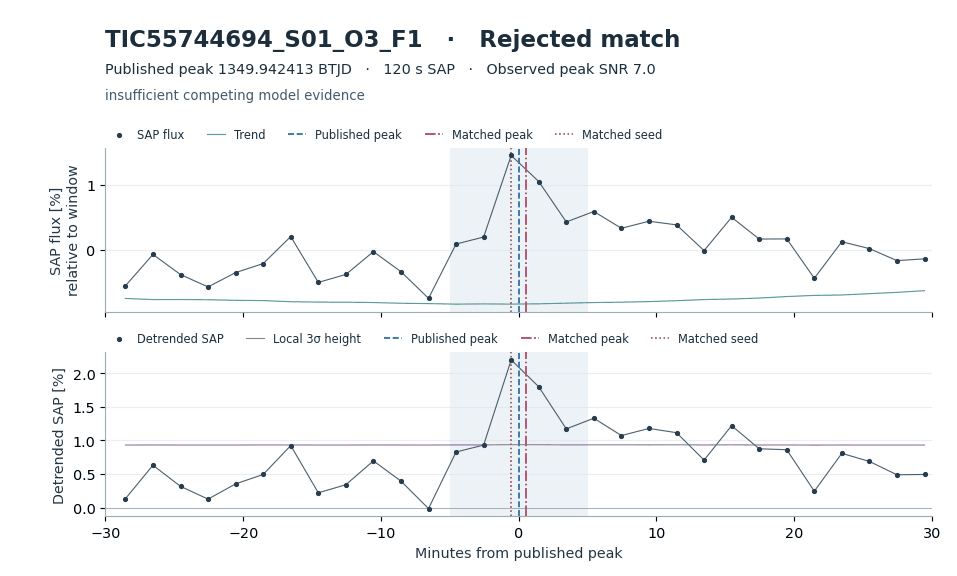 TIC55744694_S01_O3_F1 · Rejected match
Published peak 1349.942413 BTJD · 120 s SAP · Observed peak SNR 7.0
insufficient competing model evidence
SAP flux Trend Published peak Matched peak Matched seed
SAP flux [%]
relative to window
1
0
Detrended SAP Local 3σ height Published peak Matched peak Matched seed
Detrended SAP [%]
2.0
1.5
1.0
0.5
0.0
−30 −20 −10 0 10 20 30
Minutes from published peak